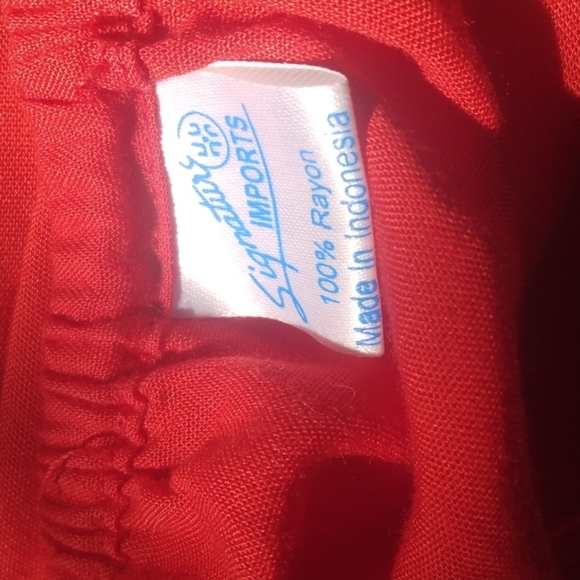 Signature
IMPORTS
100% Rayon
Made In Indonesia